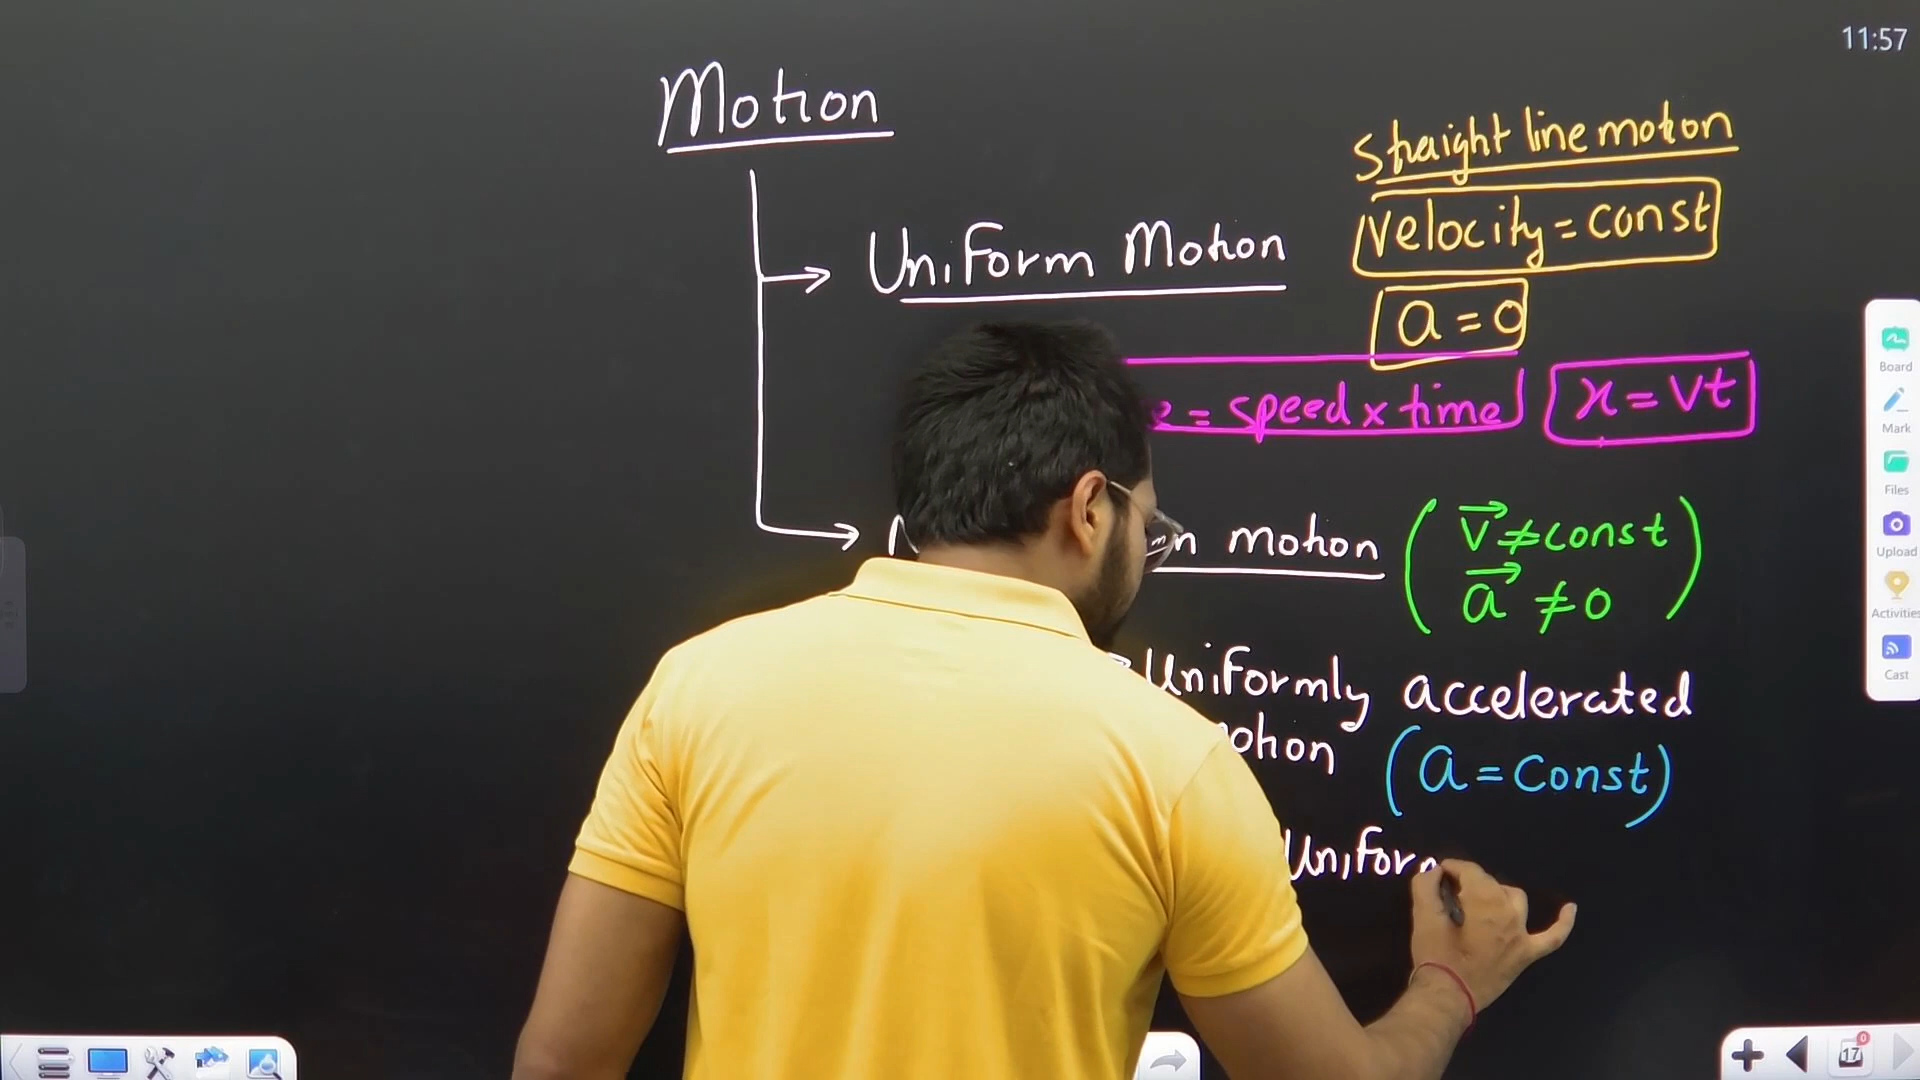 11:57
Motion
Straight line motion
velocity = const
Uniform Motion
a = 0
= speed x time
x = vt
motion
v ≠ const
a ≠ 0
Uniformly accelerated
(a = const)
Board
Mark
Files
Upload
Activities
Cast
17
0